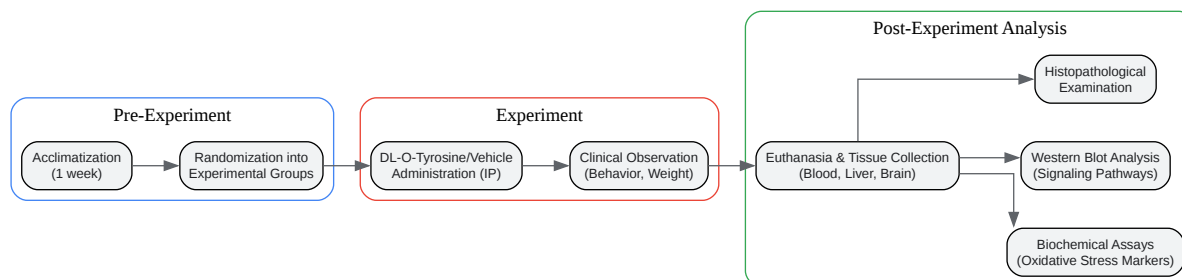 Pre-Experiment
Acclimatization
(1 week)
Randomization into
Experimental Groups
Experiment
DL-O-Tyrosine/Vehicle
Administration (IP)
Clinical Observation
(Behavior, Weight)
Post-Experiment Analysis
Euthanasia & Tissue Collection
(Blood, Liver, Brain)
Histopathological
Examination
Western Blot Analysis
(Signaling Pathways)
Biochemical Assays
(Oxidative Stress Markers)